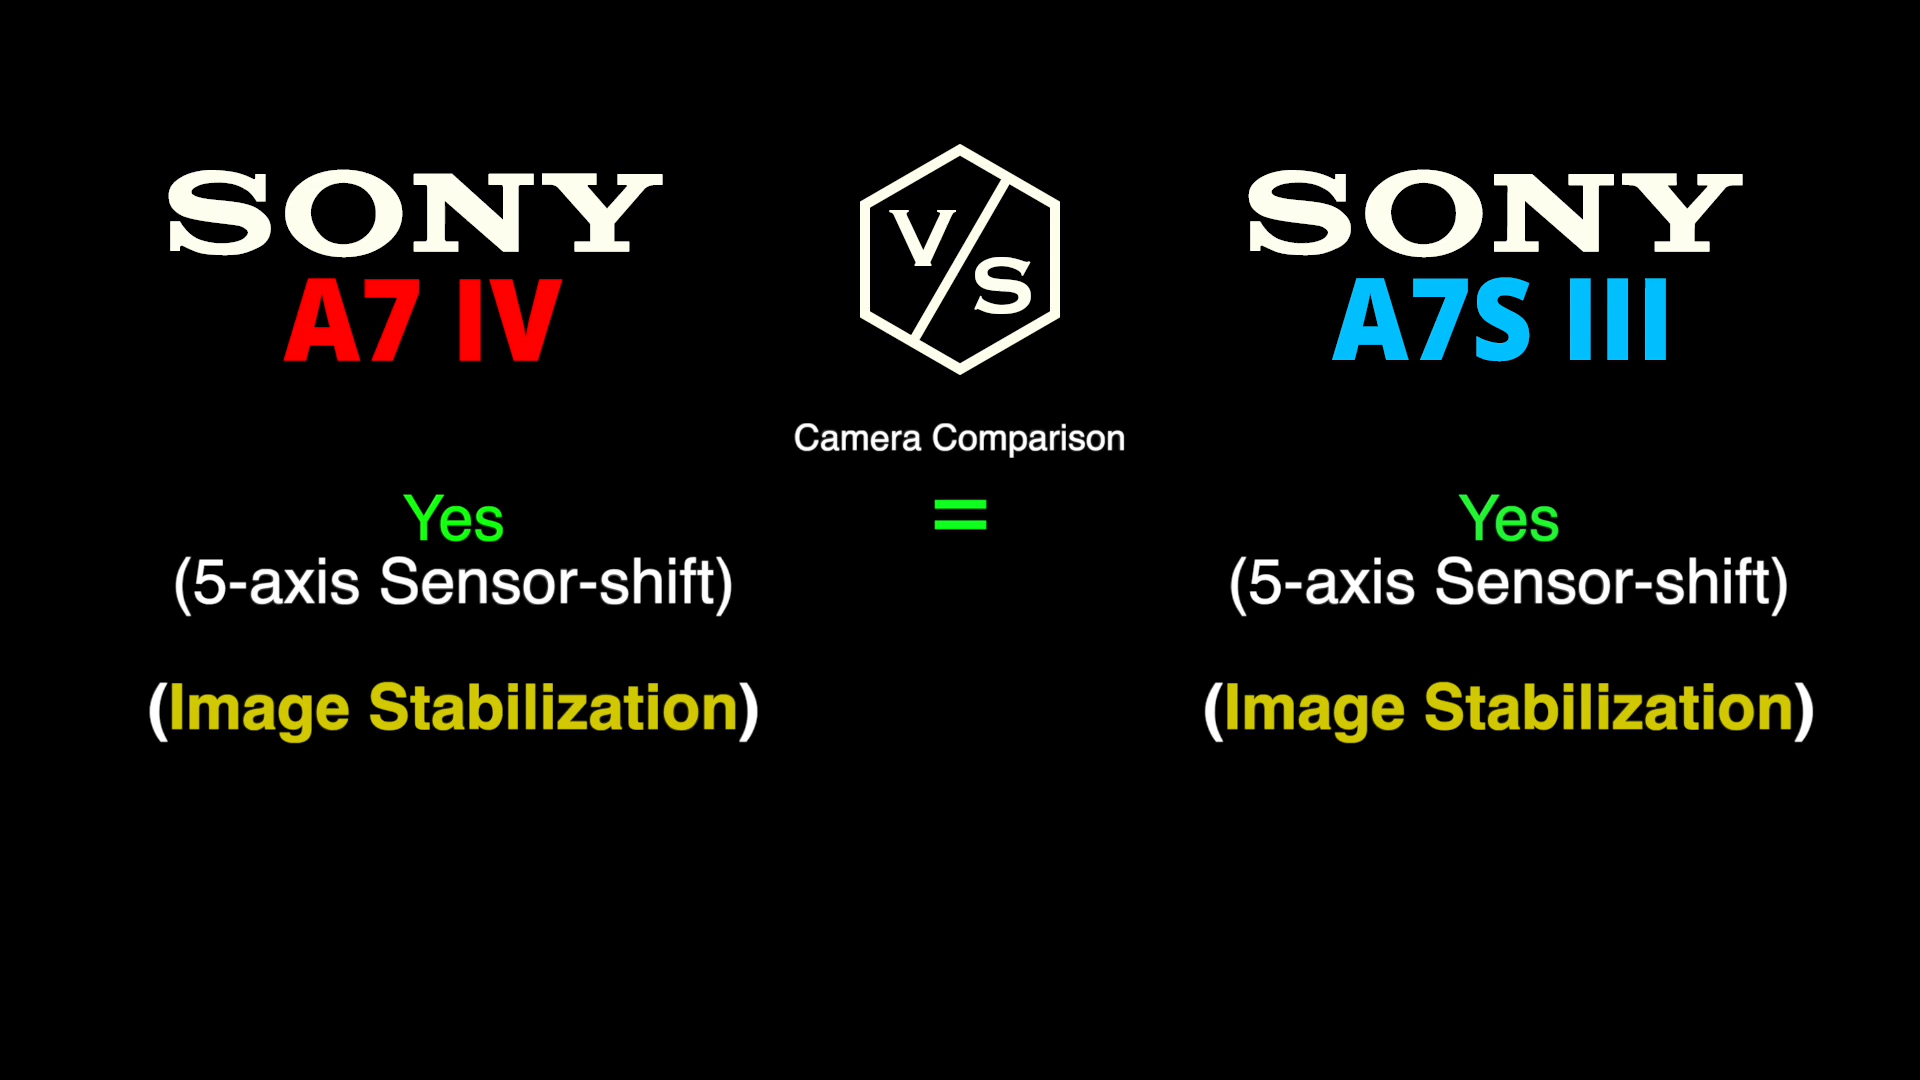 SONY
A7 IV
VS
SONY
A7S III
Camera Comparison
Yes
(5-axis Sensor-shift)
(Image Stabilization)
=
Yes
(5-axis Sensor-shift)
(Image Stabilization)